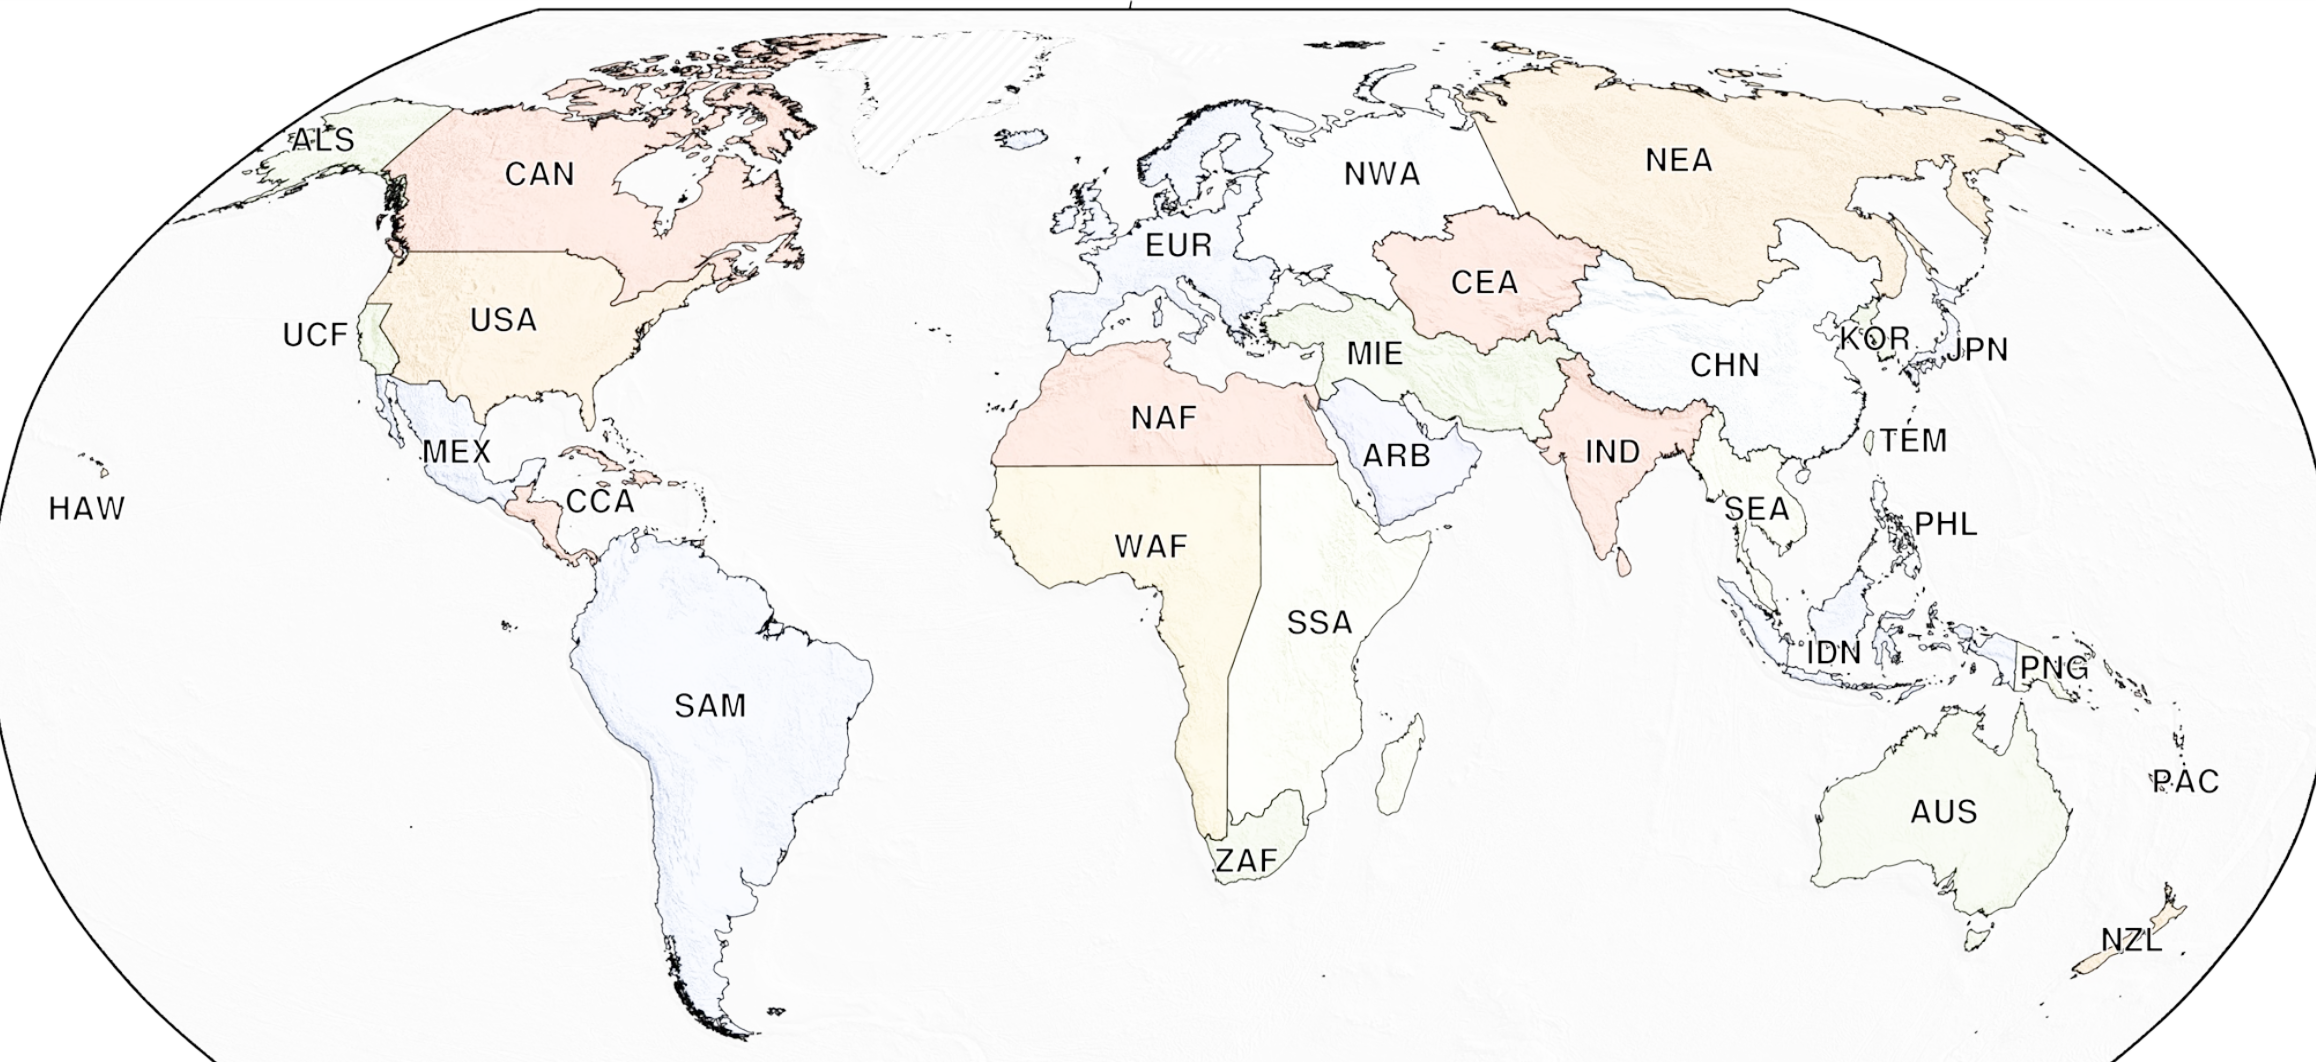 ALS
CAN
NWA
NEA
EUR
CEA
USA
UCF
MIE
KOR
JPN
CHN
NAF
MEX
ARB
IND
TEM
HAW
CCA
SEA
PHL
WAF
SSA
IDN
PNG
SAM
PAC
AUS
ZAF
NZL